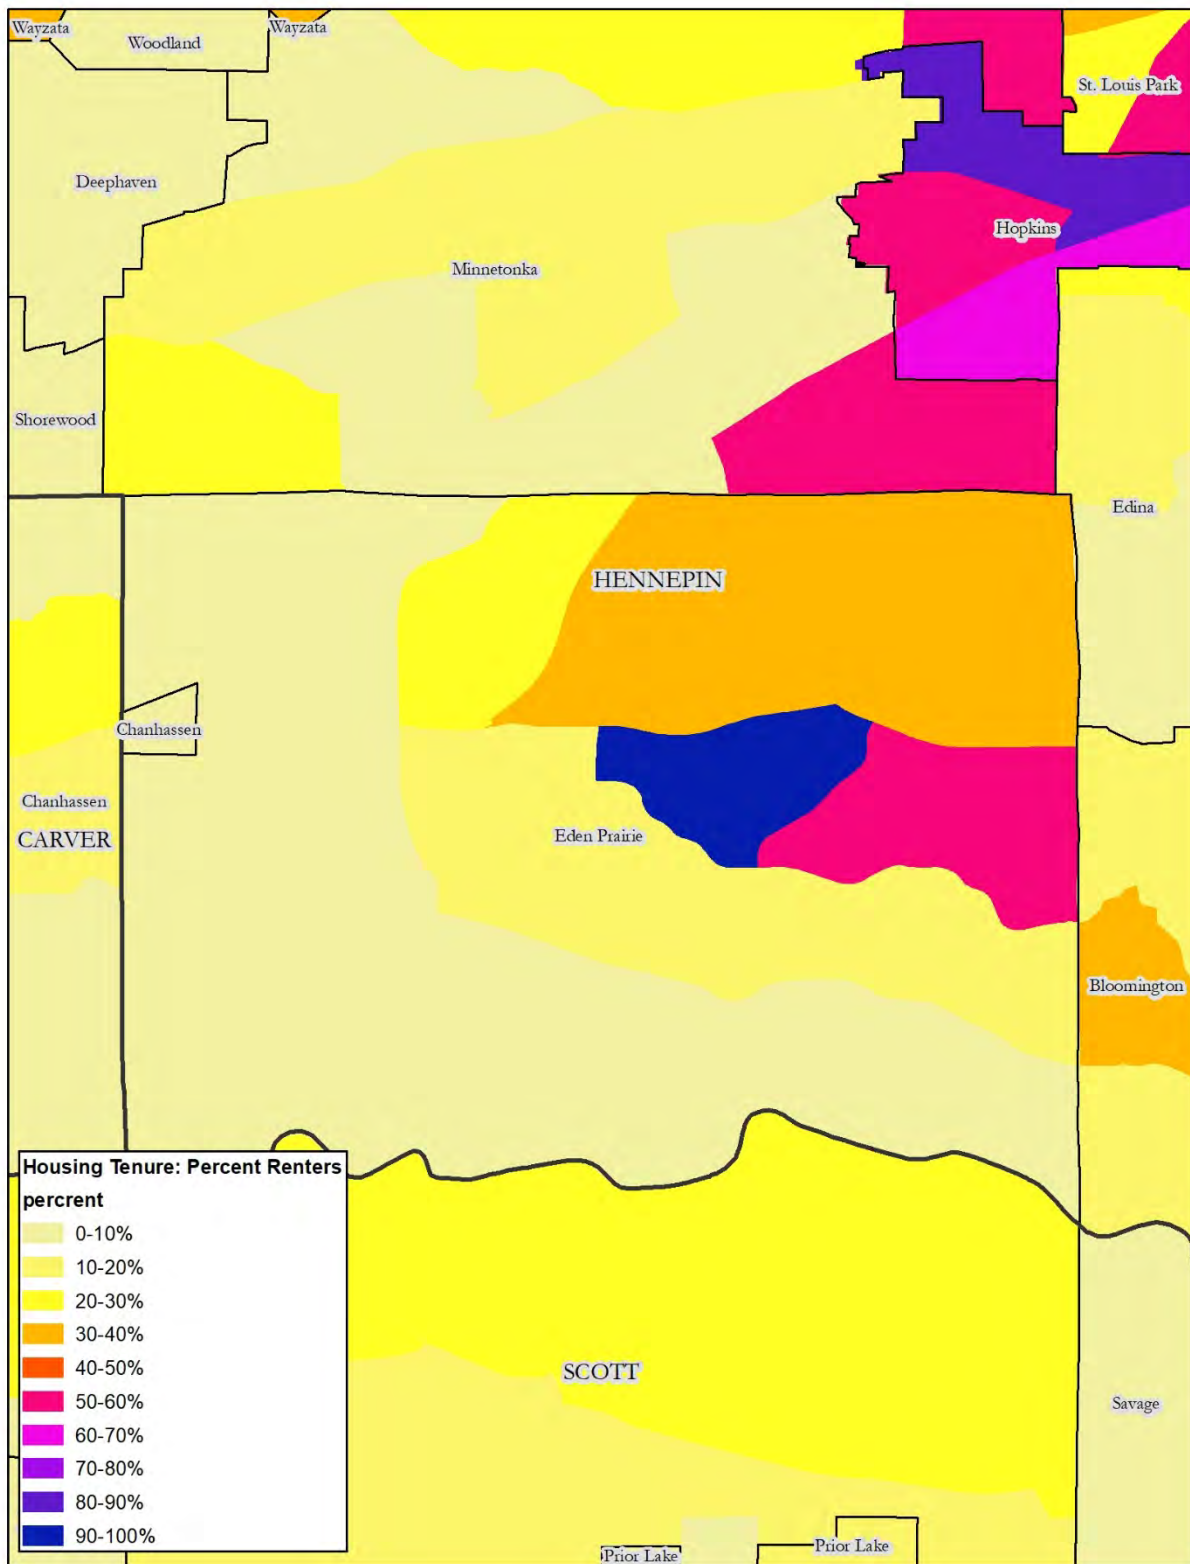 Wayzata
Wayzata
Woodland
St. Louis Park
Deephaven
Hopkins
Minnetonka
Shorewood
Edina
HENNEPIN
Chanhassen
Chanhassen
CARVER
Eden Prairie
Bloomington
Housing Tenure: Percent Renters
percrent
0-10%
10-20%
20-30%
30-40%
40-50%
50-60%
60-70%
70-80%
80-90%
90-100%
SCOTT
Savage
Prior Lake
Prior Lake